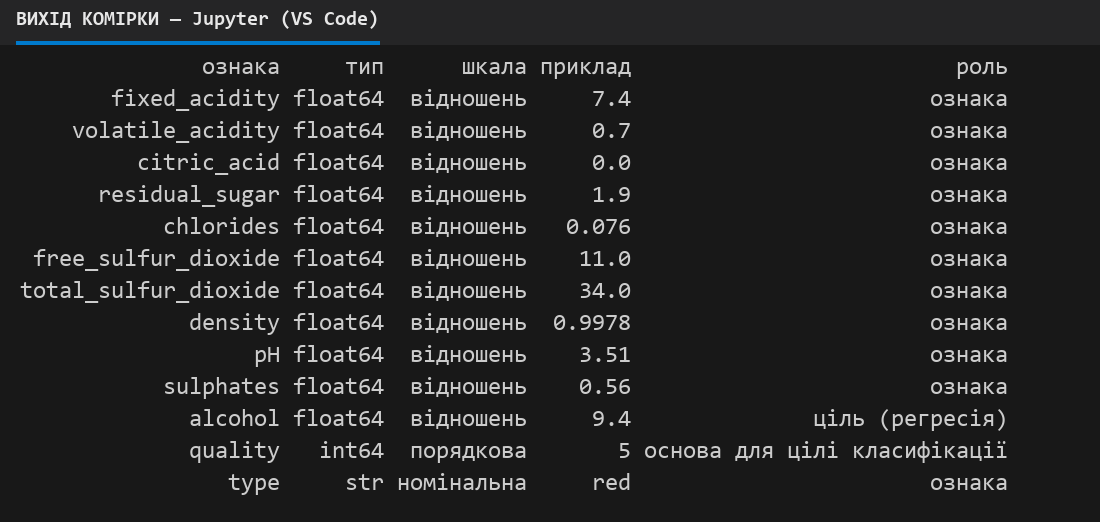 ВИХІД КОМІРКИ — Jupyter (VS Code)
ознака тип шкала приклад роль
fixed_acidity float64 відношень 7.4 ознака
volatile_acidity float64 відношень 0.7 ознака
citric_acid float64 відношень 0.0 ознака
residual_sugar float64 відношень 1.9 ознака
chlorides float64 відношень 0.076 ознака
free_sulfur_dioxide float64 відношень 11.0 ознака
total_sulfur_dioxide float64 відношень 34.0 ознака
density float64 відношень 0.9978 ознака
pH float64 відношень 3.51 ознака
sulphates float64 відношень 0.56 ознака
alcohol float64 відношень 9.4 ціль (регресія)
quality int64 порядкова 5 основа для цілі класифікації
type str номінальна red ознака